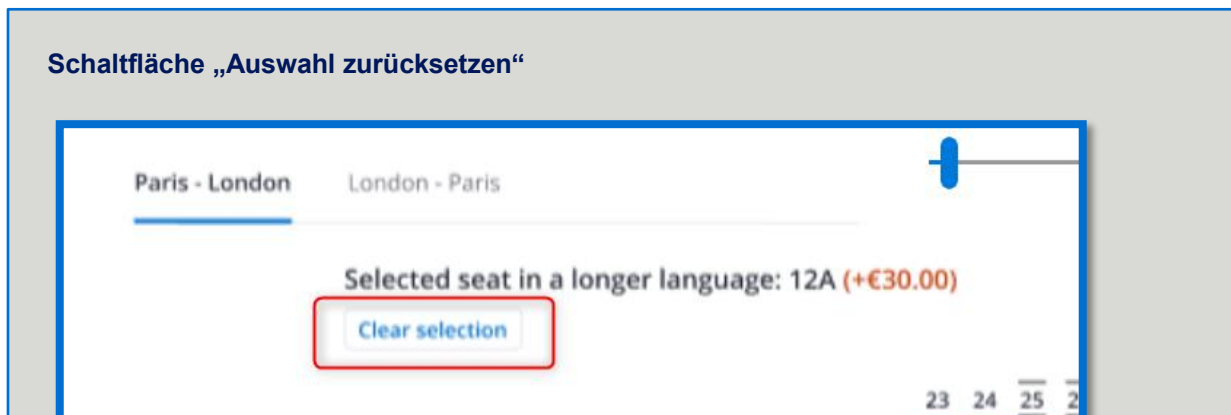 Schaltfläche „Auswahl zurücksetzen“
Paris - London London - Paris
Selected seat in a longer language: 12A (+€30.00)
Clear selection
23 24 25